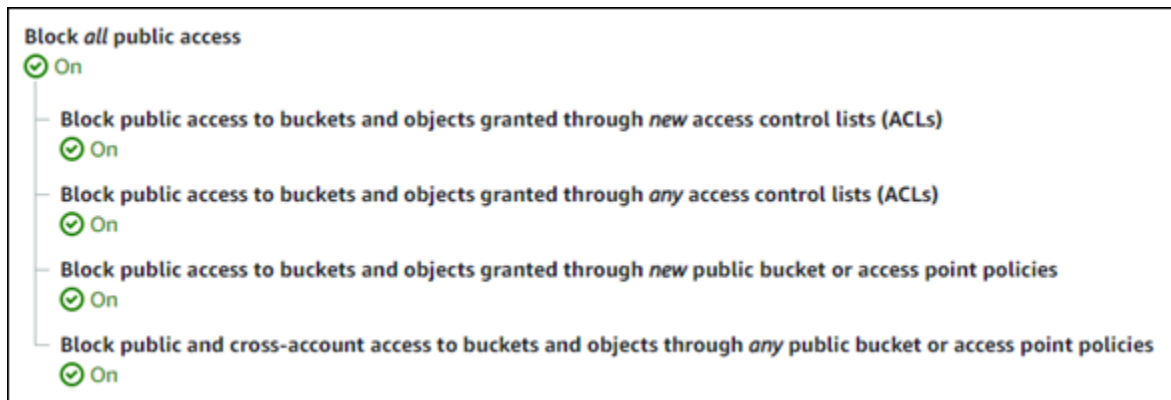 Block all public access
On
Block public access to buckets and objects granted through new access control lists (ACLs)
On
Block public access to buckets and objects granted through any access control lists (ACLs)
On
Block public access to buckets and objects granted through new public bucket or access point policies
On
Block public and cross-account access to buckets and objects through any public bucket or access point policies
On